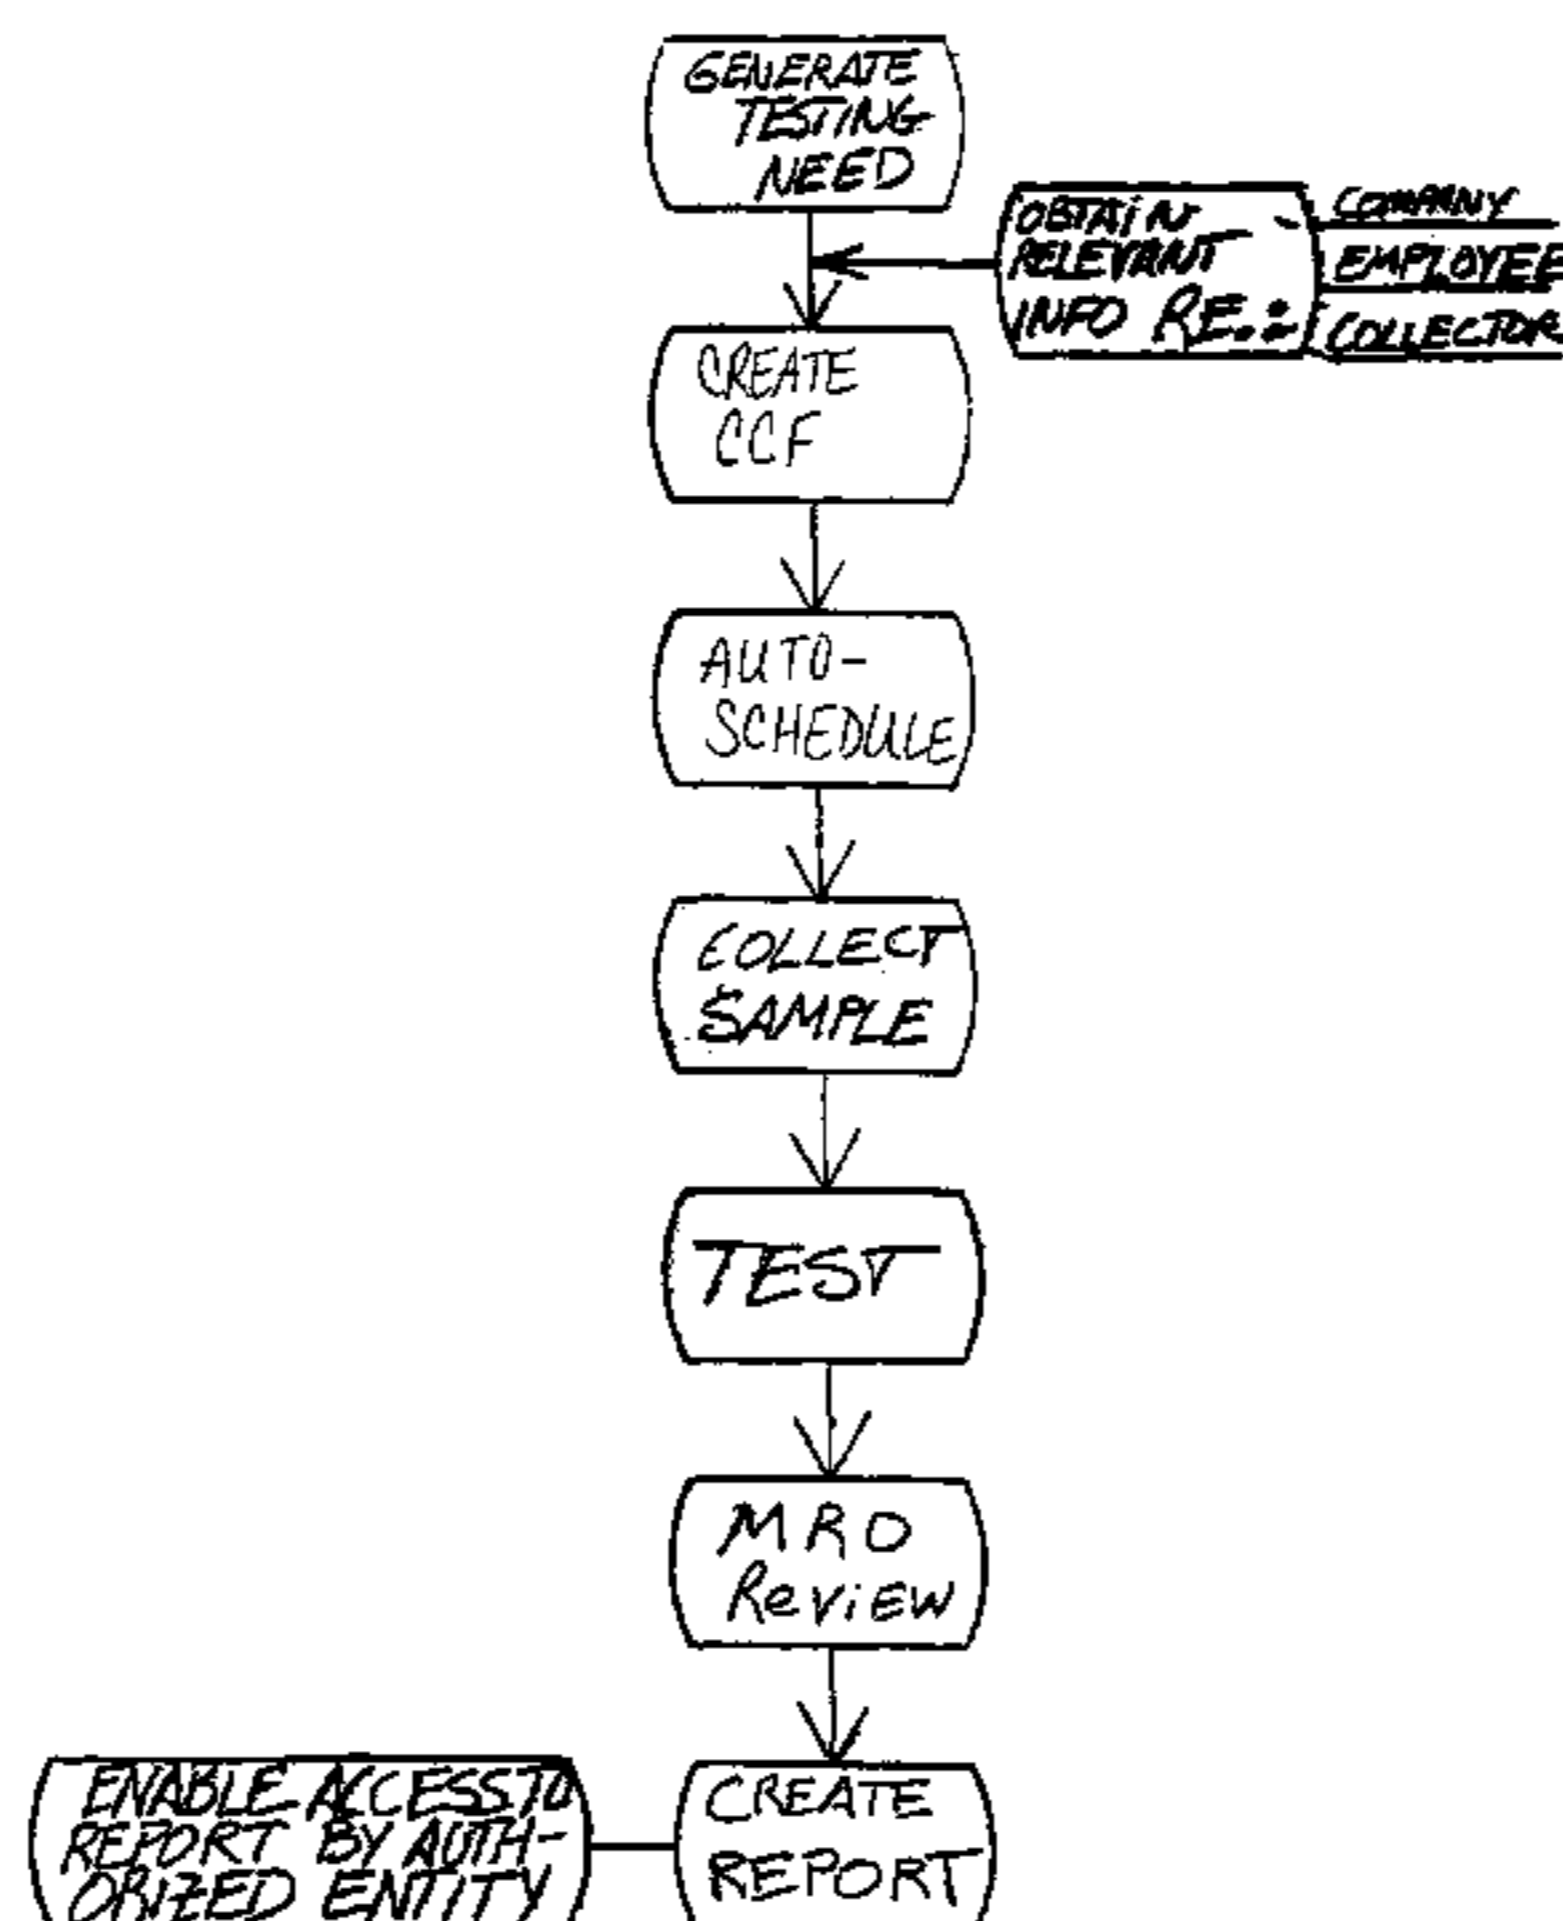 GENERATE
TESTING
NEED
OBTAIN
RELEVANT
INFO RE.:
COMPANY
EMPLOYEE
COLLECTOR
CREATE
CCF
AUTO-
SCHEDULE
COLLECT
SAMPLE
TEST
MRO
ReViEW
ENABLE ACCESS TO
REPORT BY AUTH-
ORIZED ENTITY
CREATE
REPORT